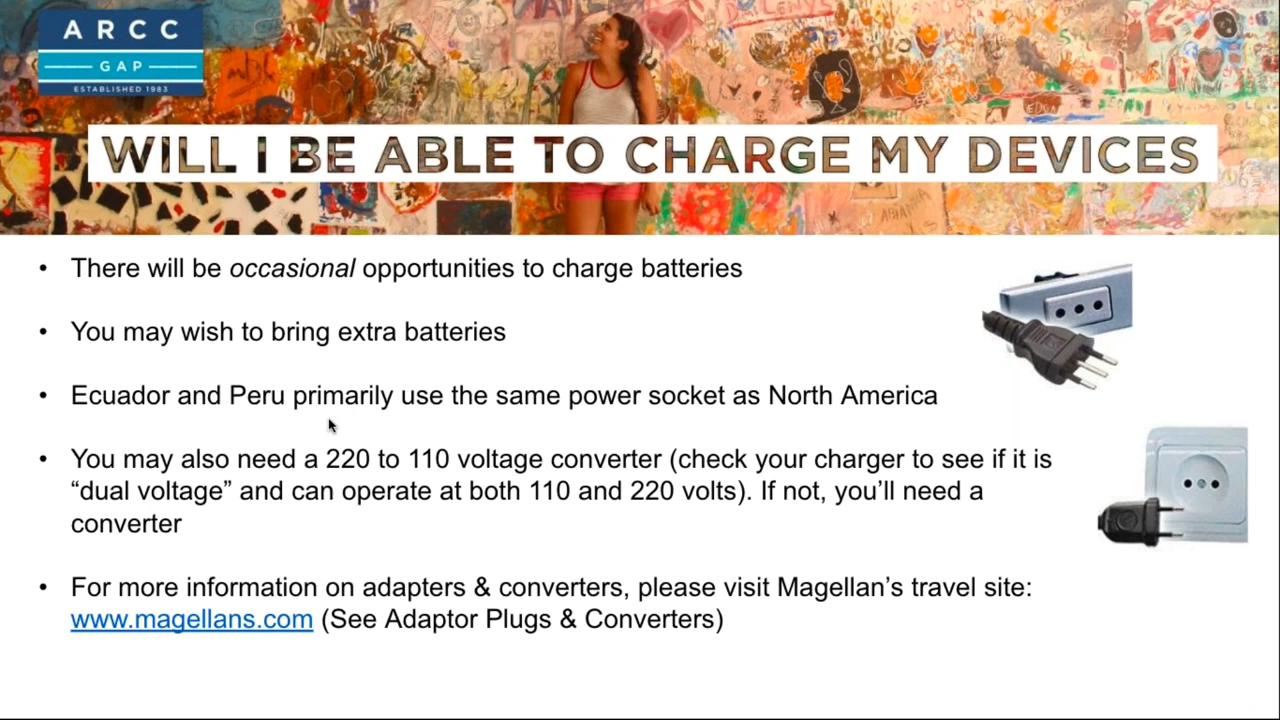 ARCC
GAP
ESTABLISHED 1983
WILL I BE ABLE TO CHARGE MY DEVICES
• There will be occasional opportunities to charge batteries
• You may wish to bring extra batteries
• Ecuador and Peru primarily use the same power socket as North America
• You may also need a 220 to 110 voltage converter (check your charger to see if it is
“dual voltage” and can operate at both 110 and 220 volts). If not, you’ll need a
converter
• For more information on adapters & converters, please visit Magellan’s travel site:
www.magellans.com (See Adaptor Plugs & Converters)